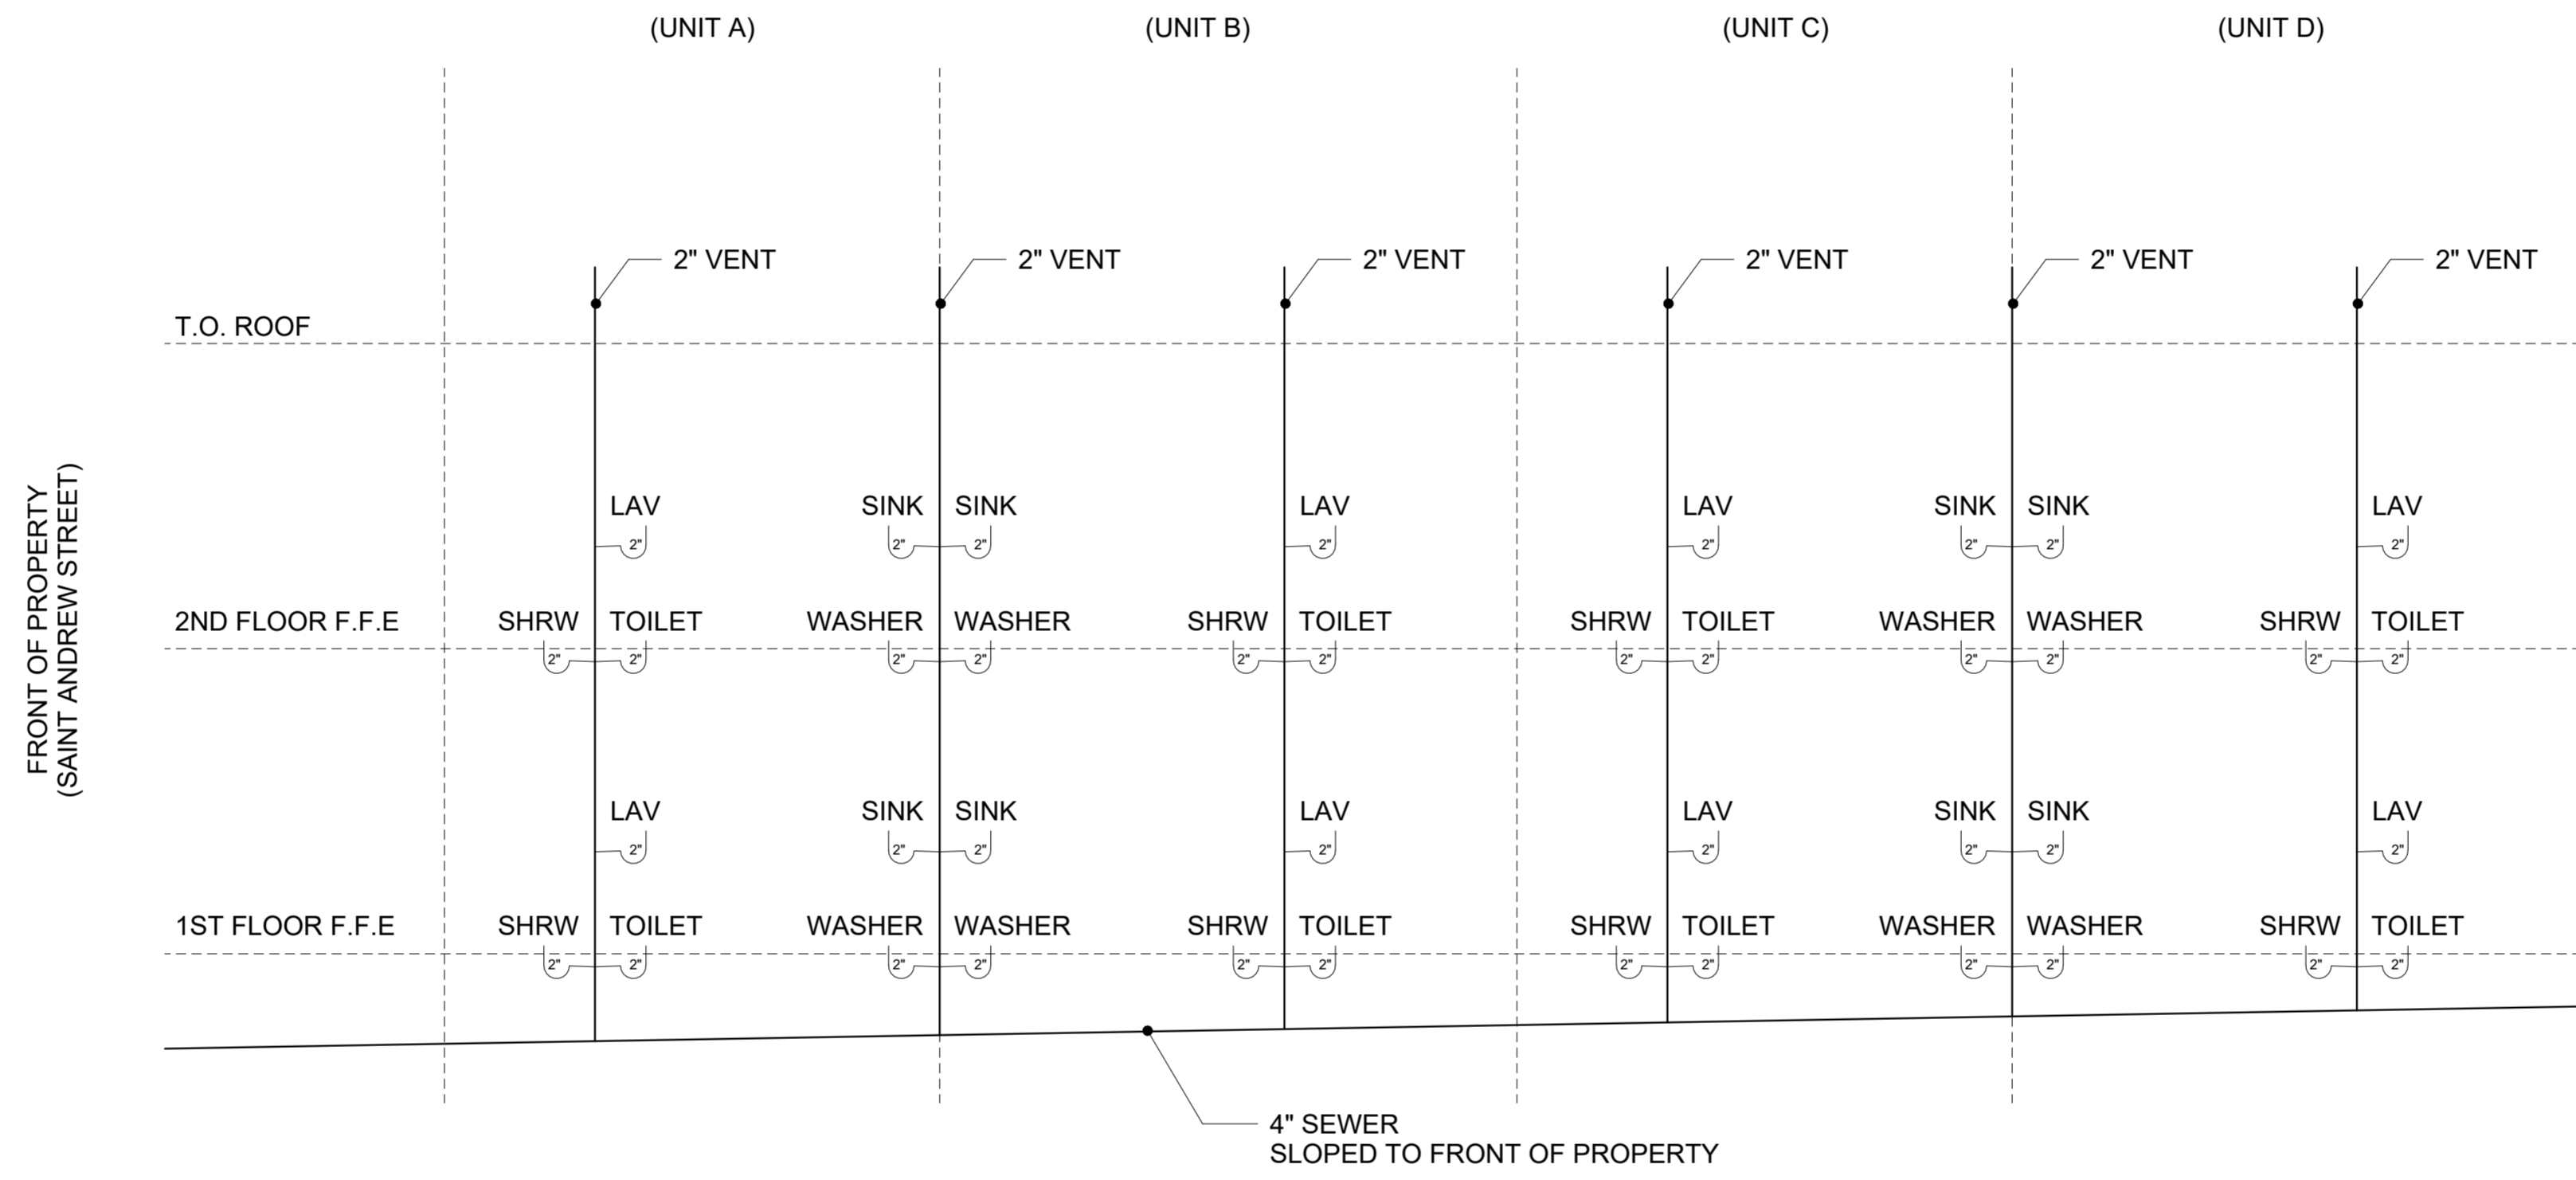 (UNIT A) (UNIT B) (UNIT C) (UNIT D)
2" VENT 2" VENT 2" VENT 2" VENT 2" VENT 2" VENT
T.O. ROOF
FRONT OF PROPERTY
(SAINT ANDREW STREET)
LAV SINK SINK LAV LAV SINK SINK LAV
2" 2" 2" 2" 2" 2" 2" 2"
2ND FLOOR F.F.E SHRW TOILET WASHER WASHER SHRW TOILET SHRW TOILET WASHER WASHER SHRW TOILET
2" 2" 2" 2" 2" 2" 2" 2" 2" 2" 2" 2"
LAV SINK SINK LAV LAV SINK SINK LAV
2" 2" 2" 2" 2" 2" 2" 2"
1ST FLOOR F.F.E SHRW TOILET WASHER WASHER SHRW TOILET SHRW TOILET WASHER WASHER SHRW TOILET
2" 2" 2" 2" 2" 2" 2" 2" 2" 2" 2" 2"
4" SEWER
SLOPED TO FRONT OF PROPERTY